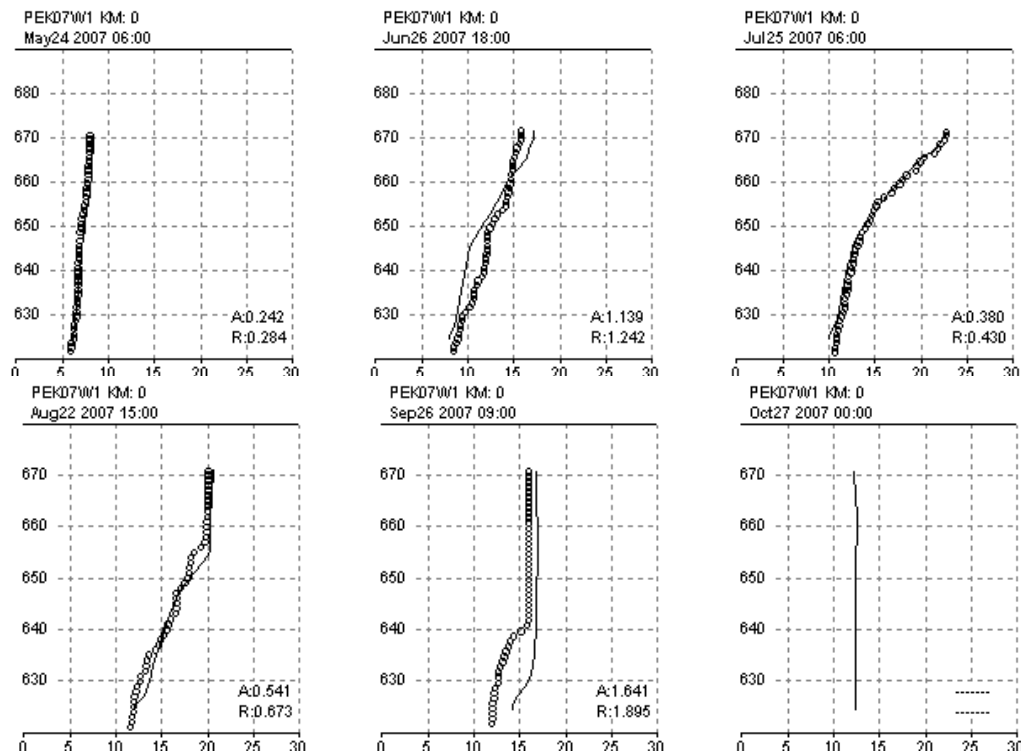 PEK07W1 KM: 0
May24 2007 06:00
680
670
660
650
640
630
A:0.242
R:0.284
0 5 10 15 20 25 30
PEK07W1 KM: 0
Jun26 2007 18:00
680
670
660
650
640
630
A:1.139
R:1.242
0 5 10 15 20 25 30
PEK07W1 KM: 0
Jul25 2007 06:00
680
670
660
650
640
630
A:0.380
R:0.430
0 5 10 15 20 25 30
PEK07W1 KM: 0
Aug22 2007 15:00
670
660
650
640
630
A:0.541
R:0.673
0 5 10 15 20 25 30
PEK07W1 KM: 0
Sep26 2007 09:00
670
660
650
640
630
A:1.641
R:1.895
0 5 10 15 20 25 30
PEK07W1 KM: 0
Oct27 2007 00:00
670
660
650
640
630
0 5 10 15 20 25 30